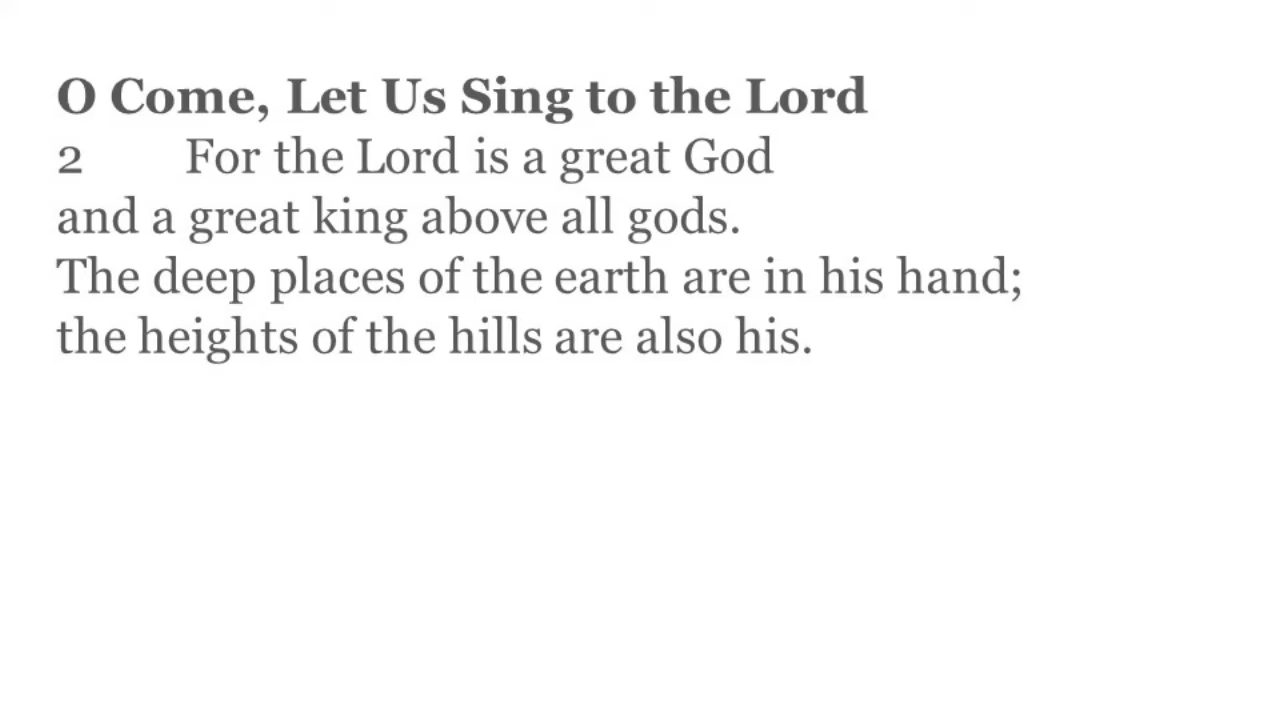 O Come, Let Us Sing to the Lord
2 For the Lord is a great God
and a great king above all gods.
The deep places of the earth are in his hand;
the heights of the hills are also his.